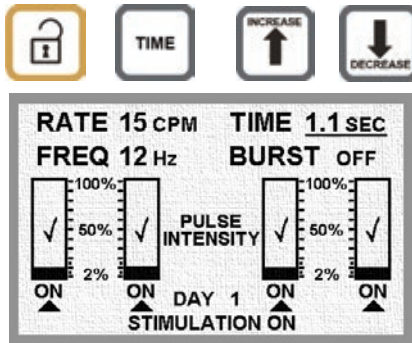 TIME
INCREASE
DECREASE
RATE 15 CPM TIME 1.1 SEC
FREQ 12 Hz BURST OFF
100% 100%
50% PULSE INTENSITY 50%
2% 2%
ON ON ON ON
DAY 1
STIMULATION ON